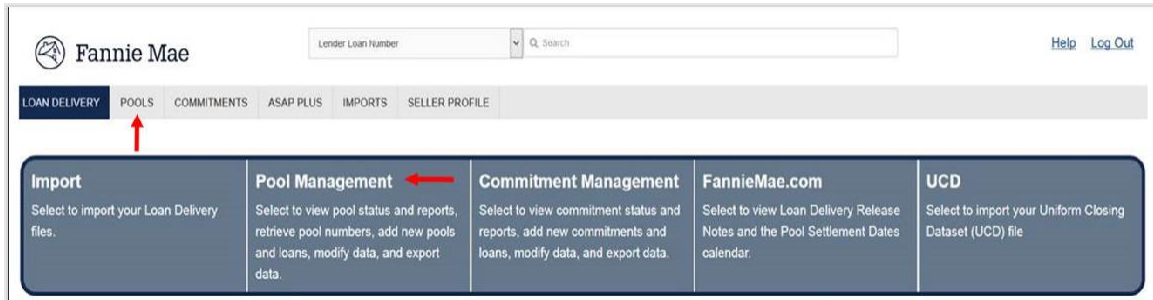 Fannie Mae
Lender Loan Number
Search
Help Log Out
LOAN DELIVERY POOLS COMMITMENTS ASAP PLUS IMPORTS SELLER PROFILE
Import
Select to import your Loan Delivery
files.
Pool Management
Select to view pool status and reports,
retrieve pool numbers, add new pools
and loans, modify data, and export
data.
Commitment Management
Select to view commitment status and
reports, add new commitments and
loans, modify data, and export data.
FannieMae.com
Select to view Loan Delivery Release
Notes and the Pool Settlement Dates
calendar.
UCD
Select to import your Uniform Closing
Dataset (UCD) file